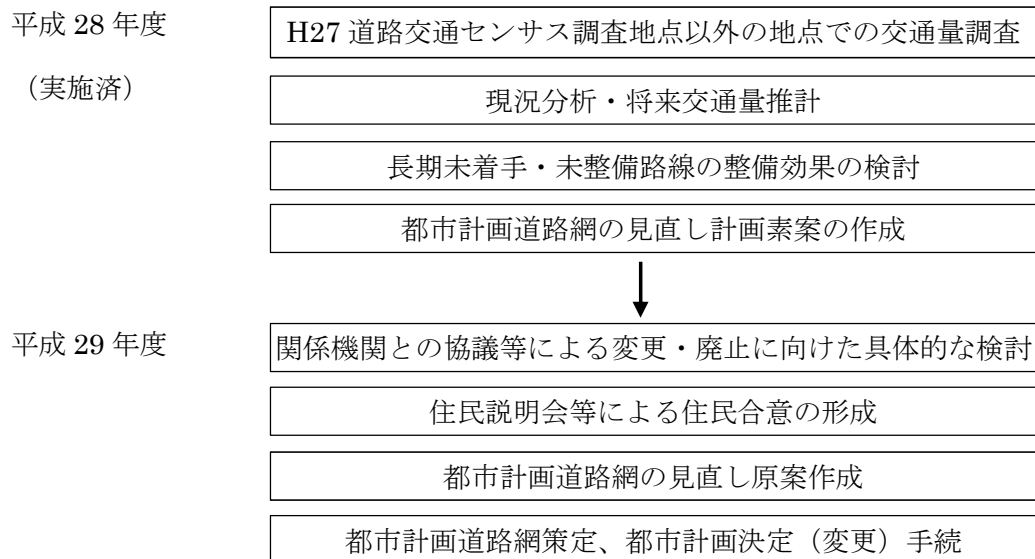 平成 28 年度
（実施済）
H27 道路交通センサス調査地点以外の地点での交通量調査
現況分析・将来交通量推計
長期未着手・未整備路線の整備効果の検討
都市計画道路網の見直し計画素案の作成
平成 29 年度
関係機関との協議等による変更・廃止に向けた具体的な検討
住民説明会等による住民合意の形成
都市計画道路網の見直し原案作成
都市計画道路網策定、都市計画決定（変更）手続